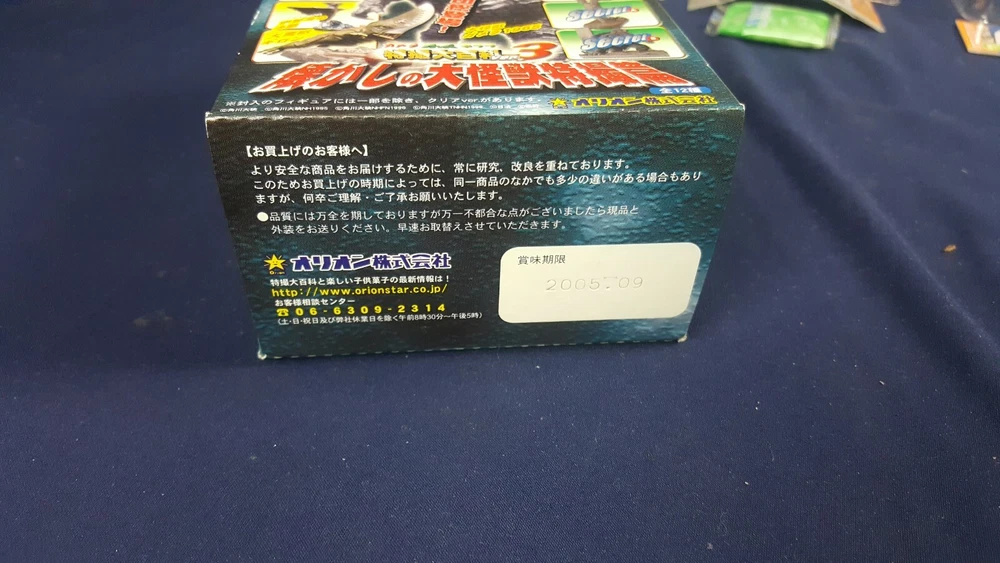 Secret
Secret
特撮大百科 ver.3
懐かしの大怪獣特撮篇
全12種
※封入のフィギュアには一部を除き、クリアver.があります。
オリオン株式会社
【お買上げのお客様へ】
より安全な商品をお届けするために、常に研究、改良を重ねております。
このためお買上げの時期によっては、同一商品のなかでも多少の違いがある場合もあり
ますが、何卒ご理解・ご了承お願いいたします。
●品質には万全を期しておりますが万一不都合な点がございましたら現品と
外装をお送りください。早速お取替えさせていただきます。
オリオン株式会社
特撮大百科と楽しい子供菓子の最新情報は!
http://www.orionstar.co.jp/
お客様相談センター
☎06-6309-2314
(土・日・祝日及び弊社休業日を除く午前8時30分〜午後5時)
賞味期限
2005.09